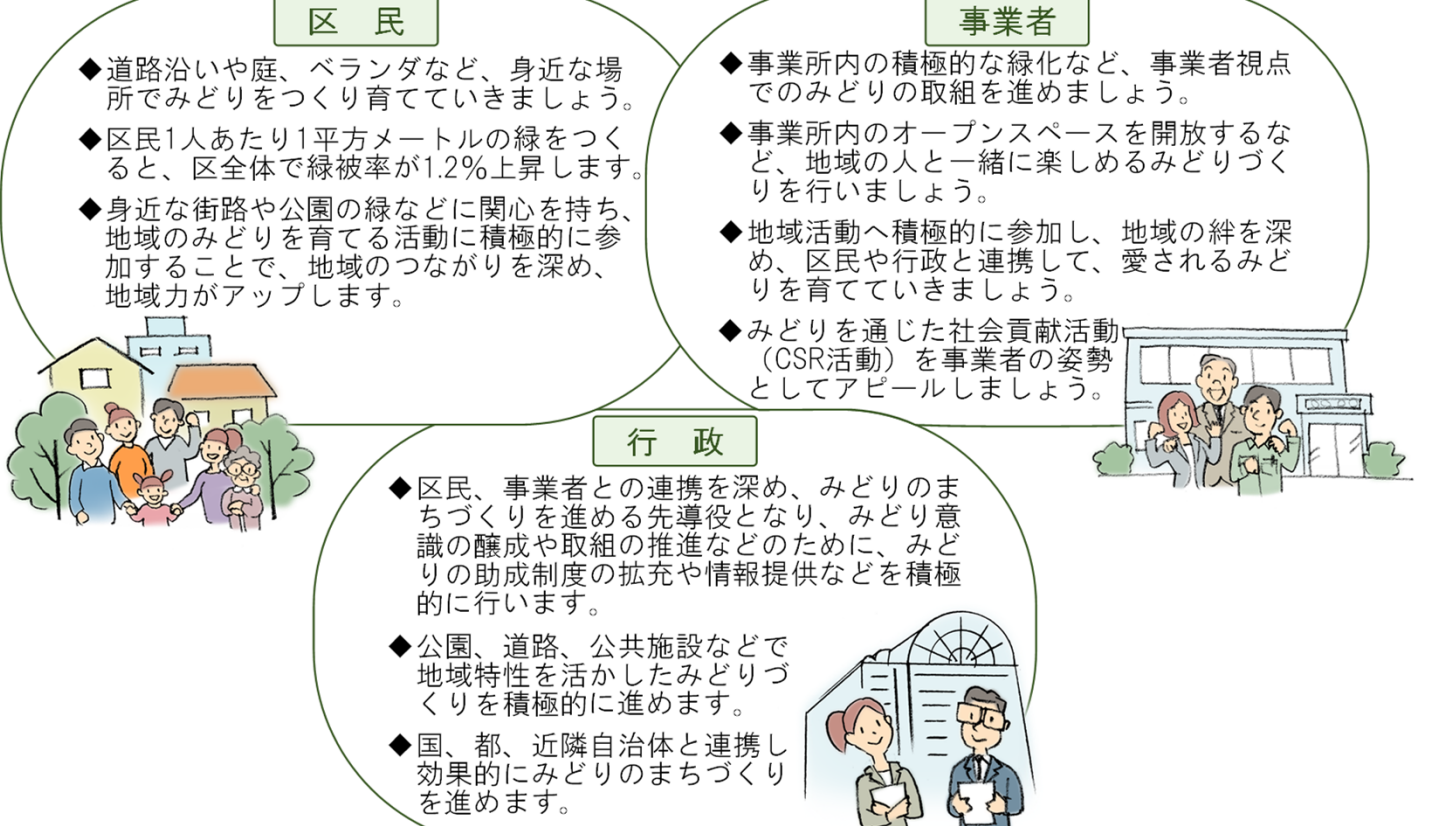 区　民
◆道路沿いや庭、ベランダなど、身近な場
所でみどりをつくり育てていきましょう。
◆区民1人あたり1平方メートルの緑をつく
ると、区全体で緑被率が1.2%上昇します。
◆身近な街路や公園の緑などに関心を持ち、
地域のみどりを育てる活動に積極的に参
加することで、地域のつながりを深め、
地域力がアップします。
事業者
◆事業所内の積極的な緑化など、事業者視点
でのみどりの取組を進めましょう。
◆事業所内のオープンスペースを開放するな
ど、地域の人と一緒に楽しめるみどりづく
りを行いましょう。
◆地域活動へ積極的に参加し、地域の絆を深
め、区民や行政と連携して、愛されるみど
りを育てていきましょう。
◆みどりを通じた社会貢献活動
（CSR活動）を事業者の姿勢
としてアピールしましょう。
行　政
◆区民、事業者との連携を深め、みどりのま
ちづくりを進める先導役となり、みどり意
識の醸成や取組の推進などのために、みど
りの助成制度の拡充や情報提供などを積極
的に行います。
◆公園、道路、公共施設などで
地域特性を活かしたみどりづ
くりを積極的に進めます。
◆国、都、近隣自治体と連携し
効果的にみどりのまちづくり
を進めます。